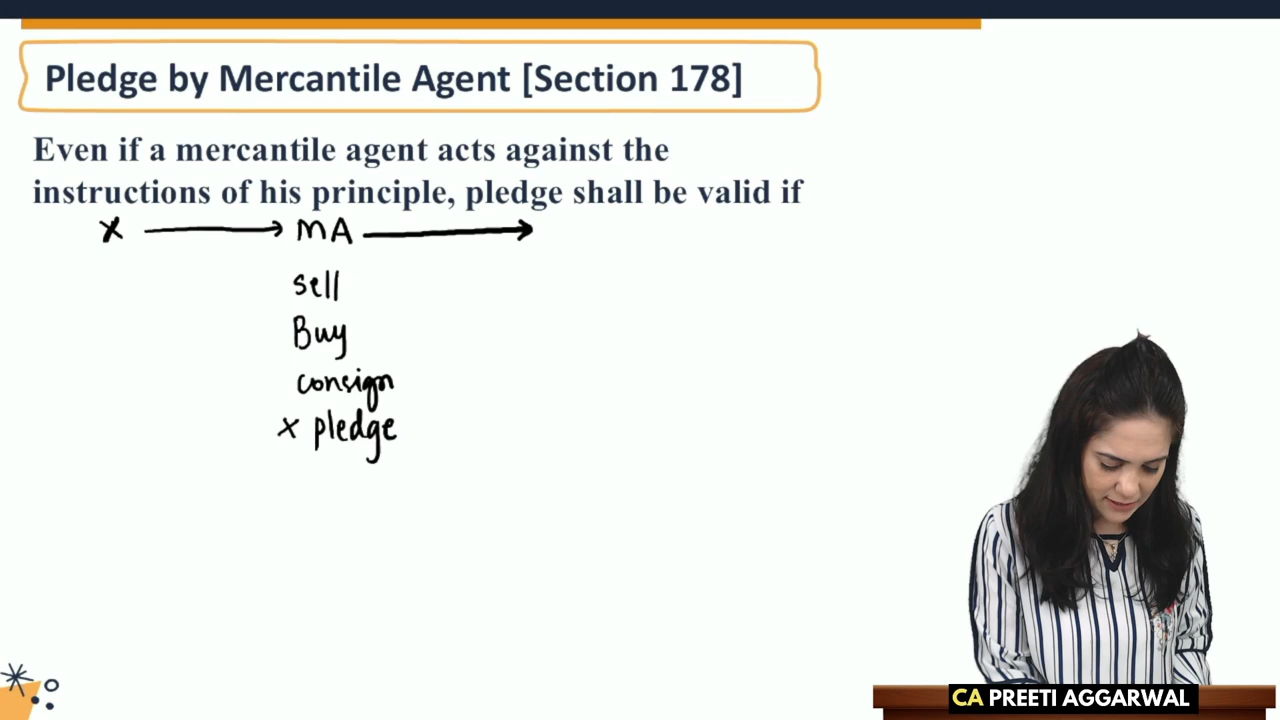 Pledge by Mercantile Agent [Section 178]
Even if a mercantile agent acts against the
instructions of his principle, pledge shall be valid if
X → MA →
sell
Buy
consign
x pledge
CA PREETI AGGARWAL